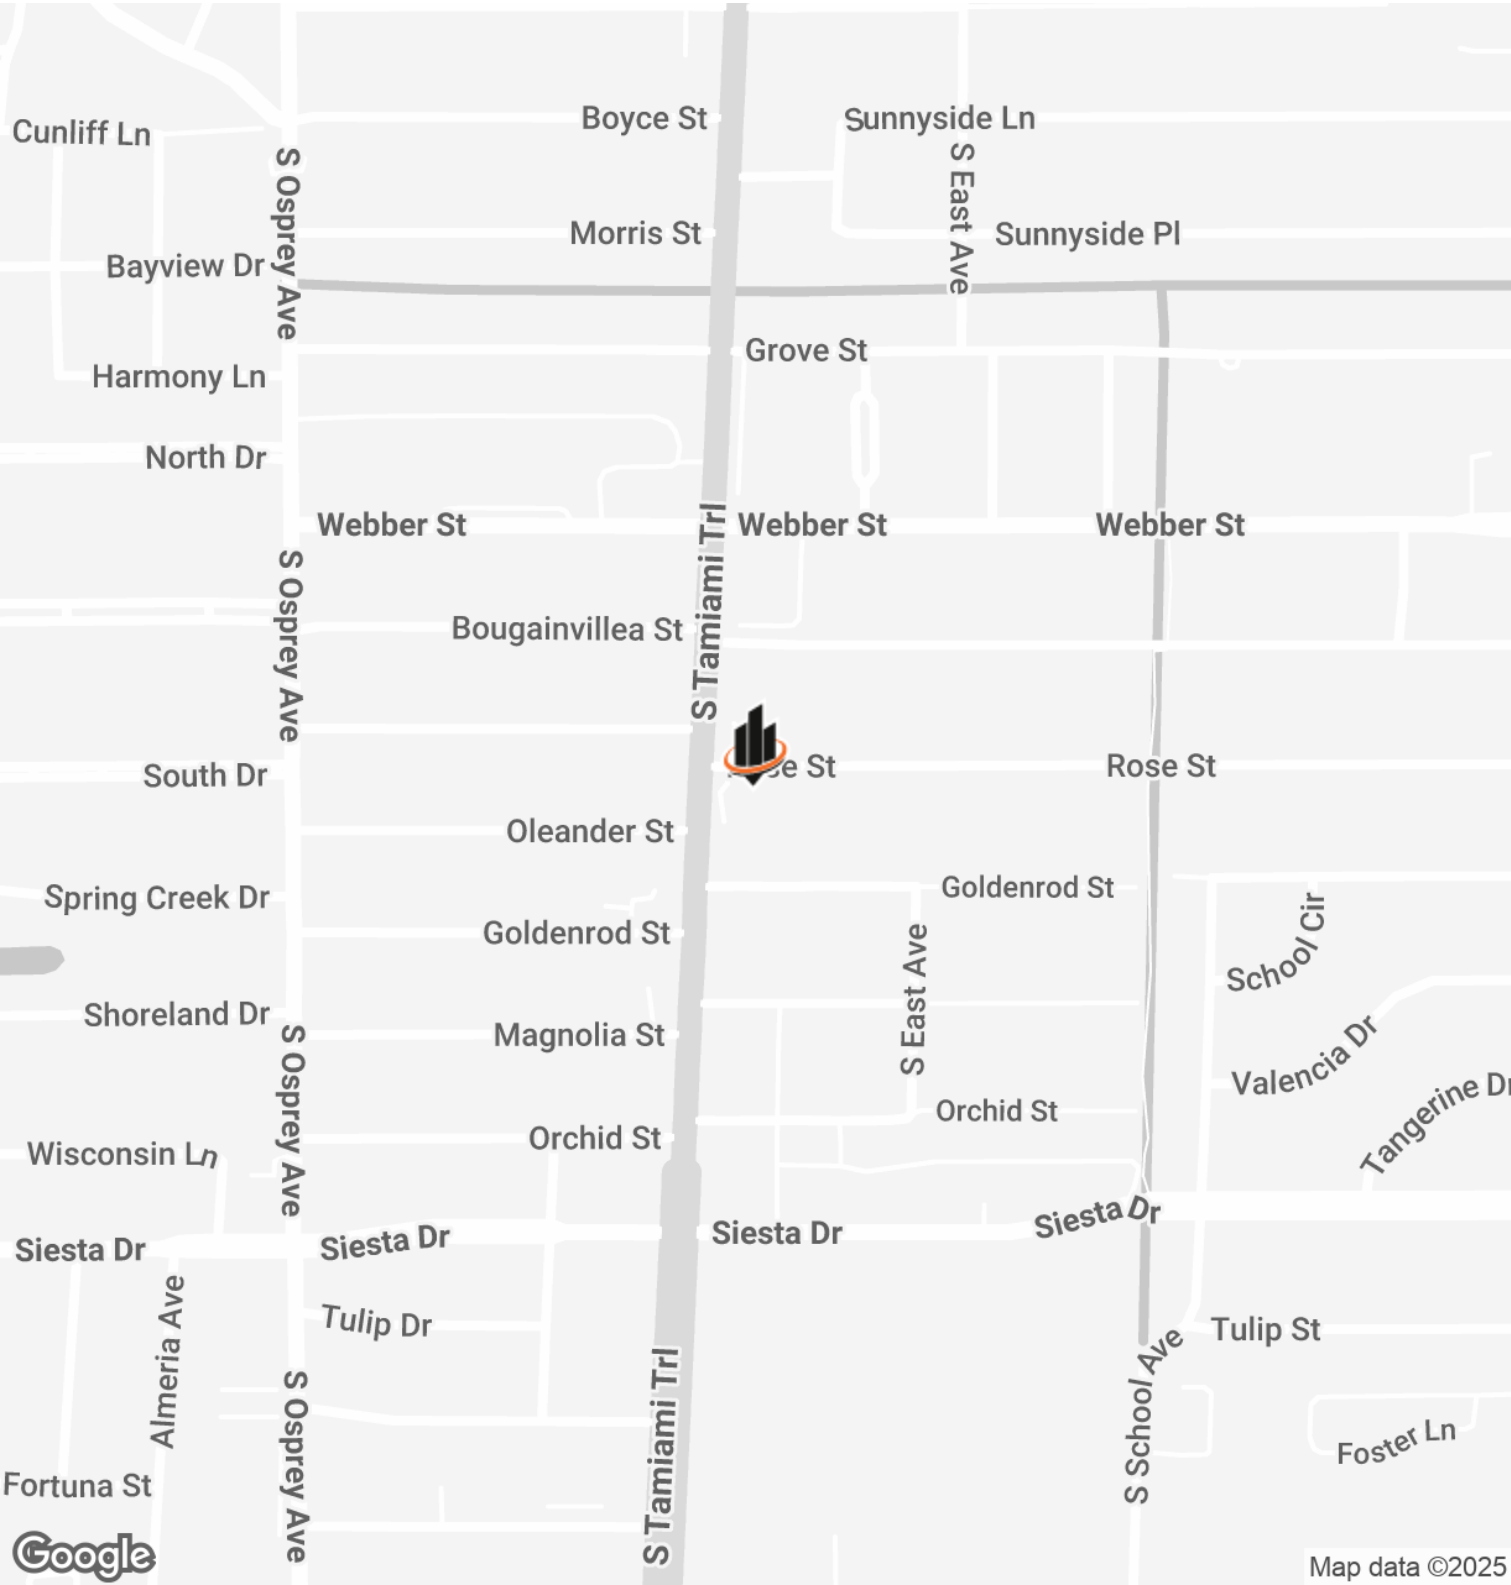 Boyce St
Sunnyside Ln
Cunliff Ln
S Osprey Ave
S East Ave
Morris St
Sunnyside Pl
Bayview Dr
Grove St
Harmony Ln
North Dr
Webber St
Webber St
Webber St
S Tamiami Trl
S Osprey Ave
Bougainvillea St
St
Rose St
South Dr
Oleander St
Goldenrod St
Spring Creek Dr
School Cir
Goldenrod St
S East Ave
Shoreland Dr
Magnolia St
S Osprey Ave
Valencia Dr
Tangerine Dr
Orchid St
Orchid St
Wisconsin Ln
Siesta Dr
Siesta Dr
Siesta Dr
Siesta Dr
Almeria Ave
Tulip Dr
Tulip St
S Tamiami Trl
S School Ave
S Osprey Ave
Foster Ln
Fortuna St
Google
Map data ©2025